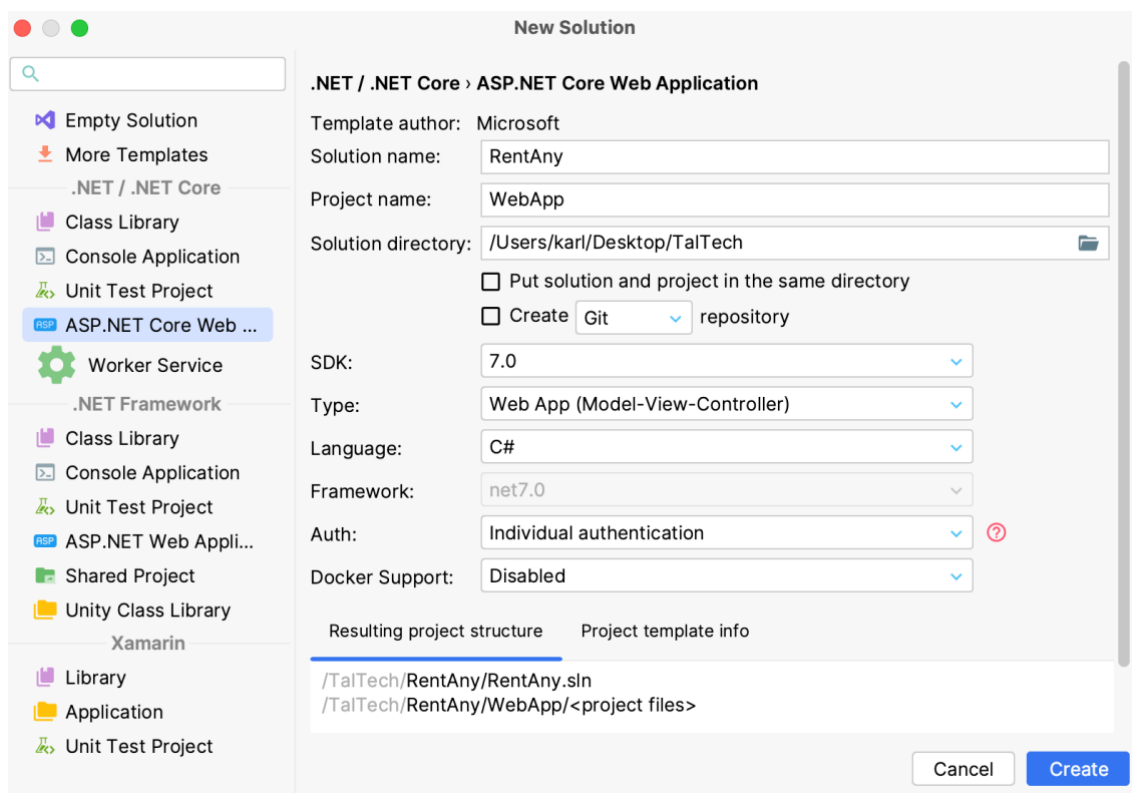 New Solution
Empty Solution
More Templates
.NET / .NET Core
Class Library
Console Application
Unit Test Project
ASP.NET Core Web ...
Worker Service
.NET Framework
Class Library
Console Application
Unit Test Project
ASP.NET Web Appli...
Shared Project
Unity Class Library
Xamarin
Library
Application
Unit Test Project
.NET / .NET Core › ASP.NET Core Web Application
Template author: Microsoft
Solution name: RentAny
Project name: WebApp
Solution directory: /Users/karl/Desktop/TalTech
Put solution and project in the same directory
Create Git repository
SDK: 7.0
Type: Web App (Model-View-Controller)
Language: C#
Framework: net7.0
Auth: Individual authentication ?
Docker Support: Disabled
Resulting project structure Project template info
/TalTech/RentAny/RentAny.sln
/TalTech/RentAny/WebApp/<project files>
Cancel Create